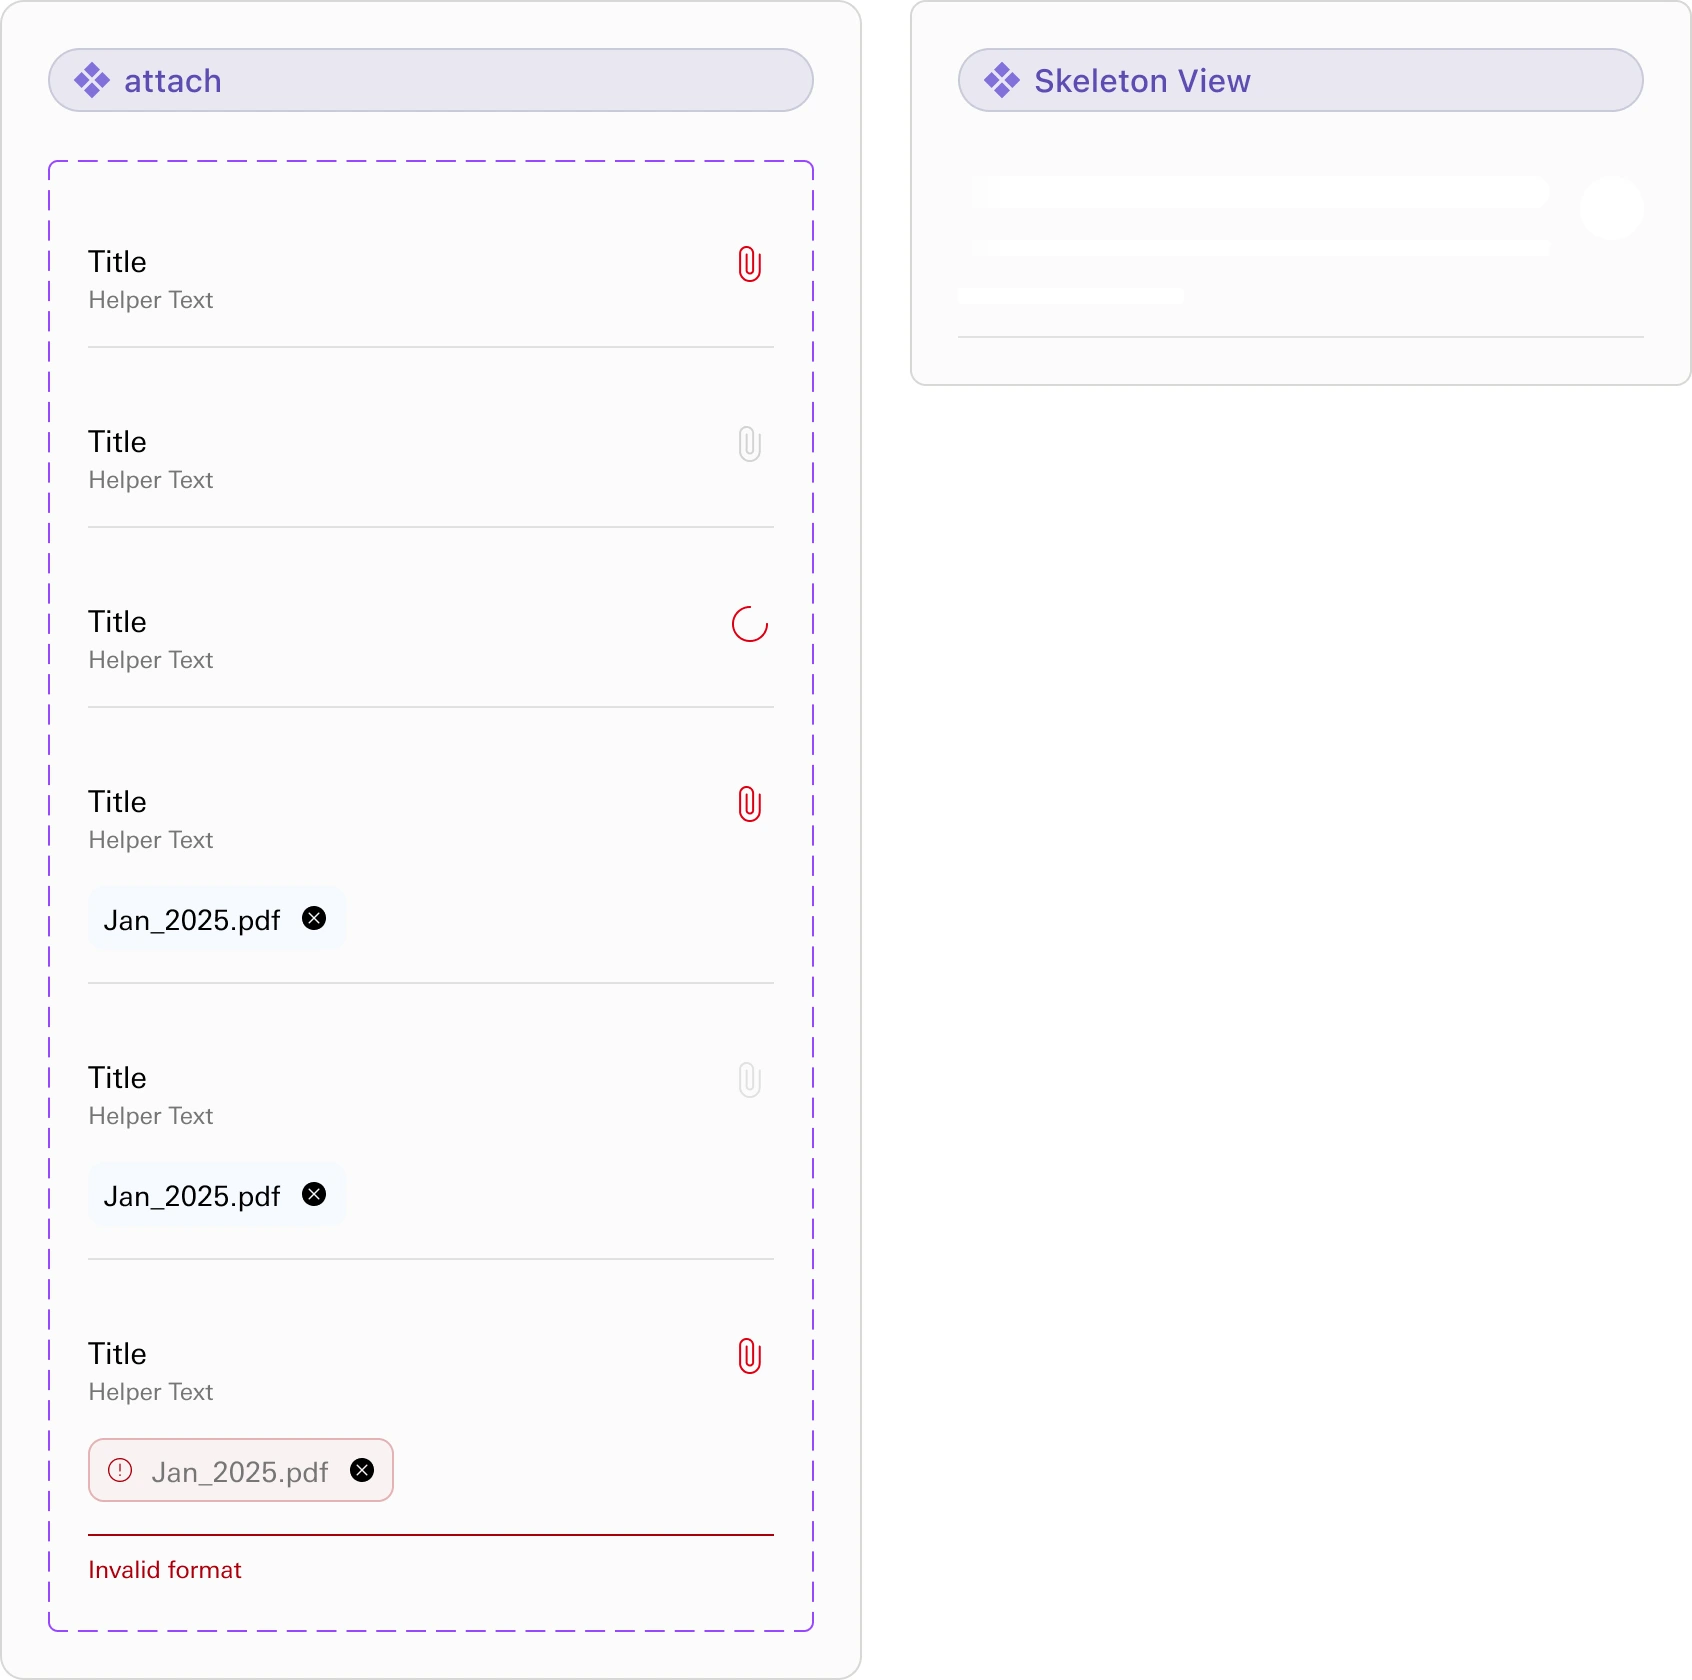 attach
Title
Helper Text
Title
Helper Text
Title
Helper Text
Title
Helper Text
Jan_2025.pdf
Title
Helper Text
Jan_2025.pdf
Title
Helper Text
Jan_2025.pdf
Invalid format
Skeleton View